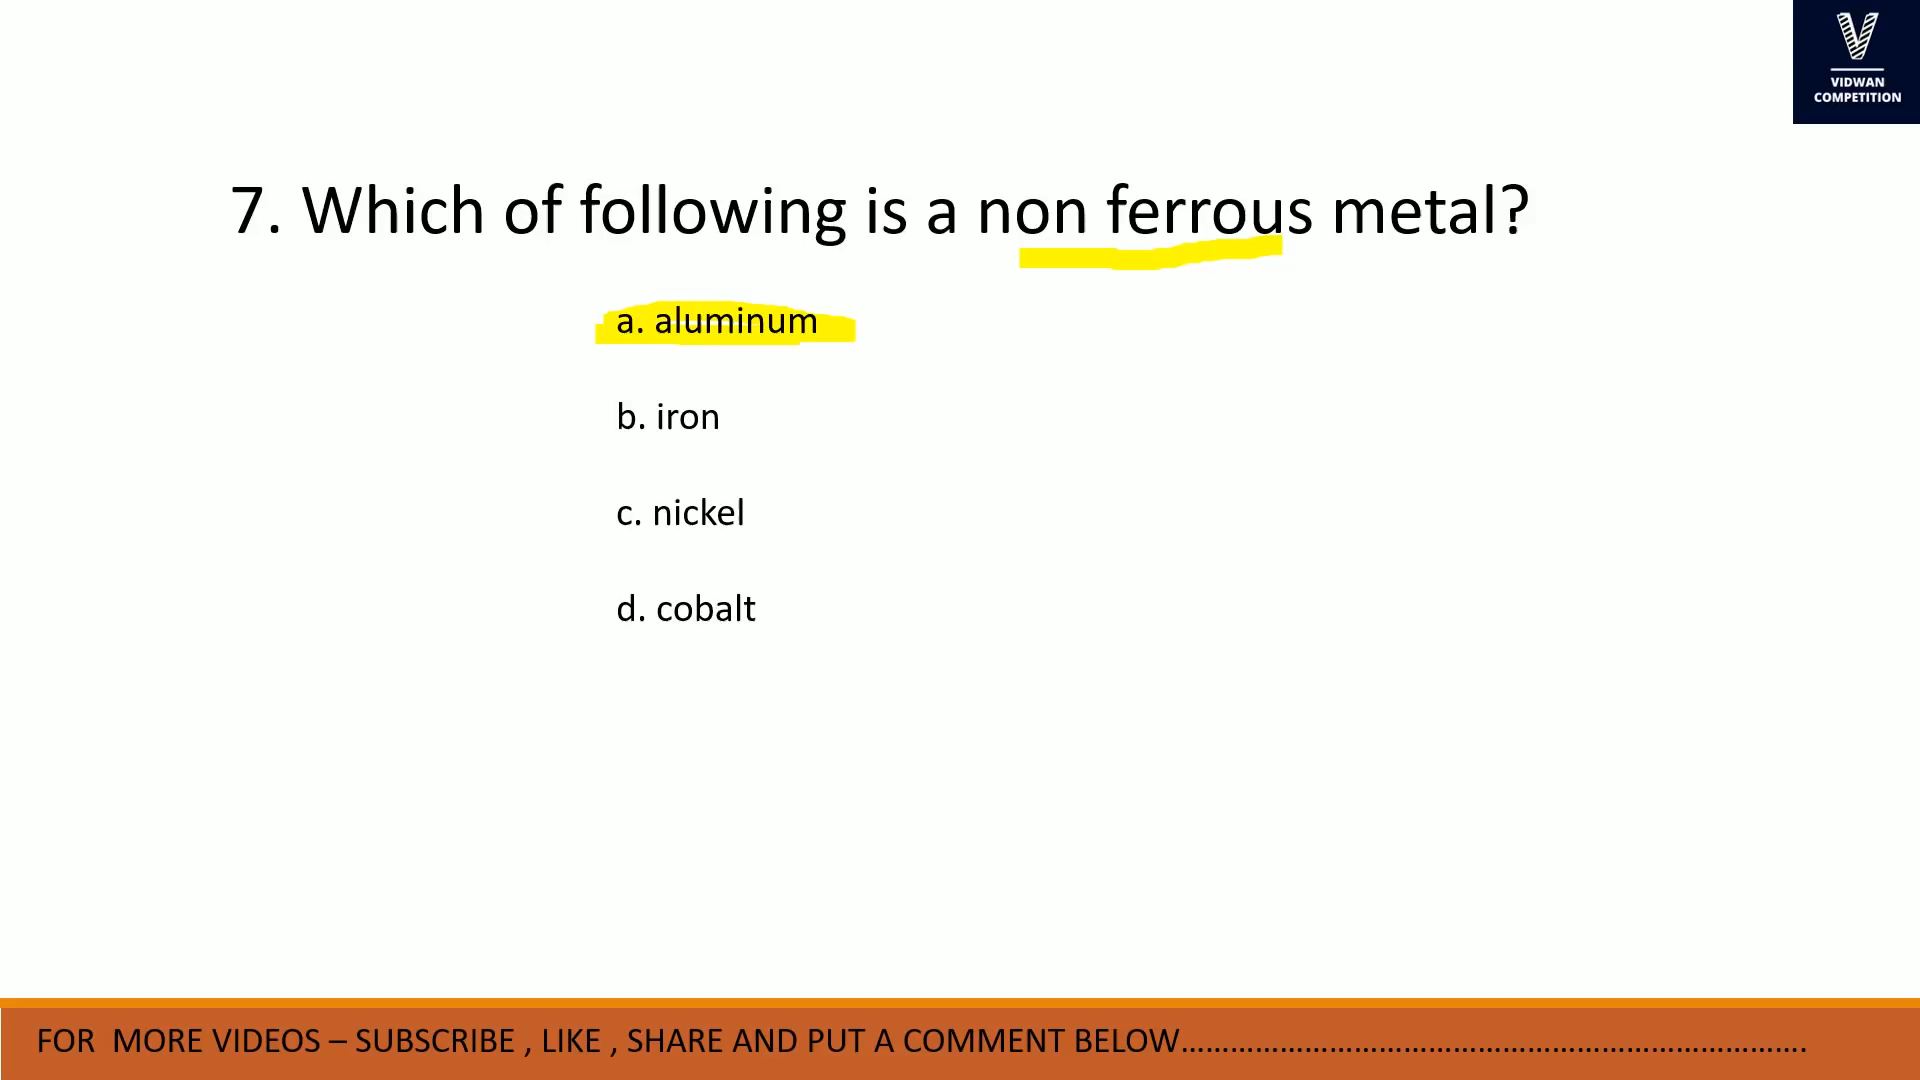 VIDWAN
COMPETITION
7. Which of following is a non ferrous metal?
a. aluminum
b. iron
c. nickel
d. cobalt
FOR MORE VIDEOS – SUBSCRIBE , LIKE , SHARE AND PUT A COMMENT BELOW………………………………………………………………….